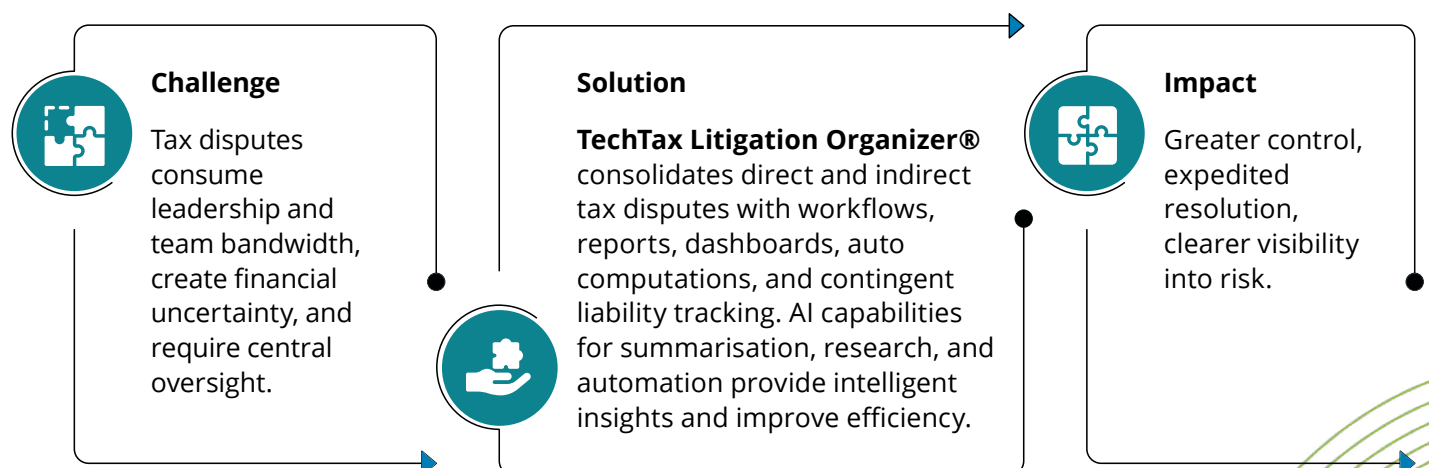 Challenge
Tax disputes
consume
leadership and
team bandwidth,
create financial
uncertainty, and
require central
oversight.
Solution
TechTax Litigation Organizer®
consolidates direct and indirect
tax disputes with workflows,
reports, dashboards, auto
computations, and contingent
liability tracking. AI capabilities
for summarisation, research, and
automation provide intelligent
insights and improve efficiency.
Impact
Greater control,
expedited
resolution,
clearer visibility
into risk.